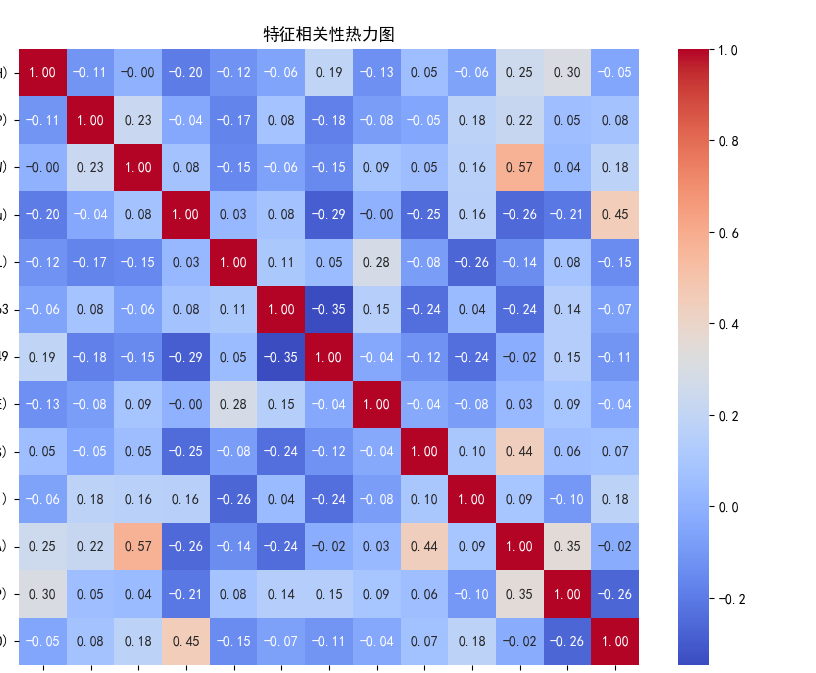 特征相关性热力图
H) 1.00 -0.11 -0.00 -0.20 -0.12 -0.06 0.19 -0.13 0.05 -0.06 0.25 0.30 -0.05
P) -0.11 1.00 0.23 -0.04 -0.17 0.08 -0.18 -0.08 -0.05 0.18 0.22 0.05 0.08
-0.00 0.23 1.00 0.08 -0.15 -0.06 -0.15 0.09 0.05 0.16 0.57 0.04 0.18
u) -0.20 -0.04 0.08 1.00 0.03 0.08 -0.29 -0.00 -0.25 0.16 -0.26 -0.21 0.45
L) -0.12 -0.17 -0.15 0.03 1.00 0.11 0.05 0.28 -0.08 -0.26 -0.14 0.08 -0.15
63 -0.06 0.08 -0.06 0.08 0.11 1.00 -0.35 0.15 -0.24 0.04 -0.24 0.14 -0.07
49 0.19 -0.18 -0.15 -0.29 0.05 -0.35 1.00 -0.04 -0.12 -0.24 -0.02 0.15 -0.11
E) -0.13 -0.08 0.09 -0.00 0.28 0.15 -0.04 1.00 -0.04 -0.08 0.03 0.09 -0.04
S) 0.05 -0.05 0.05 -0.25 -0.08 -0.24 -0.12 -0.04 1.00 0.10 0.44 0.06 0.07
) -0.06 0.18 0.16 0.16 -0.26 0.04 -0.24 -0.08 0.10 1.00 0.09 -0.10 0.18
A) 0.25 0.22 0.57 -0.26 -0.14 -0.24 -0.02 0.03 0.44 0.09 1.00 0.35 -0.02
P) 0.30 0.05 0.04 -0.21 0.08 0.14 0.15 0.09 0.06 -0.10 0.35 1.00 -0.26
-0.05 0.08 0.18 0.45 -0.15 -0.07 -0.11 -0.04 0.07 0.18 -0.02 -0.26 1.00
1.0
0.8
0.6
0.4
0.2
0.0
-0.2